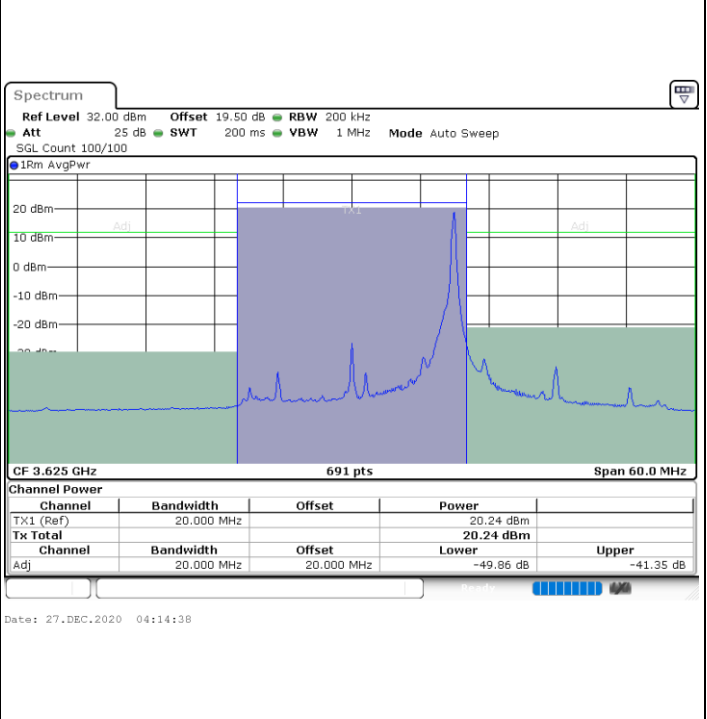 Spectrum
Ref Level 32.00 dBm Offset 19.50 dB RBW 200 kHz
Att 25 dB SWT 200 ms VBW 1 MHz Mode Auto Sweep
SGL Count 100/100
1Rm AvgPwr
20 dBm
Adj TX1 Adj
10 dBm
0 dBm
-10 dBm
-20 dBm
CF 3.625 GHz 691 pts Span 60.0 MHz
Channel Power
Channel Bandwidth Offset Power
TX1 (Ref) 20.000 MHz 20.24 dBm
Tx Total 20.24 dBm
Channel Bandwidth Offset Lower Upper
Adj 20.000 MHz 20.000 MHz -49.86 dB -41.35 dB
Ready
Date: 27.DEC.2020 04:14:38